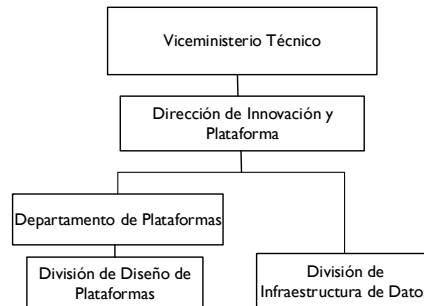 Viceministerio Técnico
Dirección de Innovación y
Plataforma
Departamento de Plataformas
División de Diseño de
Plataformas
División de
Infraestructura de Dato